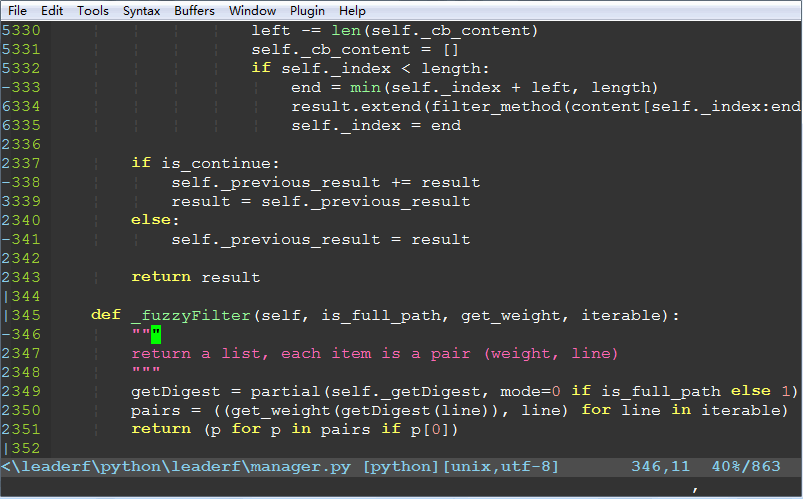 File Edit Tools Syntax Buffers Window Plugin Help
5330 left -= len(self._cb_content)
5331 self._cb_content = []
5332 if self._index < length:
-333 end = min(self._index + left, length)
6334 result.extend(filter_method(content[self._index:end
6335 self._index = end
2336
2337 if is_continue:
-338 self._previous_result += result
3339 result = self._previous_result
2340 else:
-341 self._previous_result = result
2342
2343 return result
|344
|345 def _fuzzyFilter(self, is_full_path, get_weight, iterable):
-346 """
2347 return a list, each item is a pair (weight, line)
2348 """
2349 getDigest = partial(self._getDigest, mode=0 if is_full_path else 1)
2350 pairs = ((get_weight(getDigest(line)), line) for line in iterable)
2351 return (p for p in pairs if p[0])
|352
<\leaderf\python\leaderf\manager.py [python][unix,utf-8] 346,11 40%/863
,